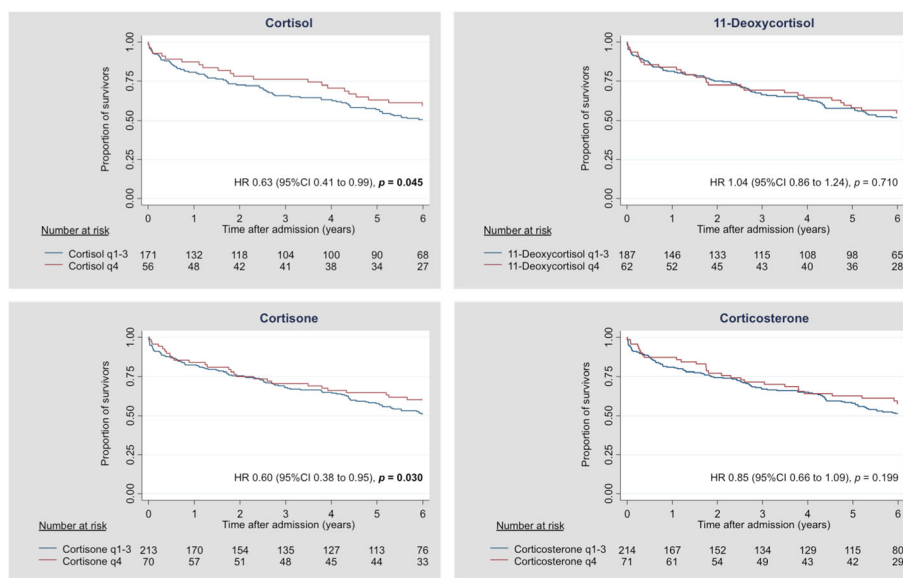 Cortisol
Proportion of survivors
1.00
0.75
0.50
0.25
0.00
HR 0.63 (95%CI 0.41 to 0.99), p = 0.045
0 1 2 3 4 5 6
Time after admission (years)
Number at risk
Cortisol q1-3 171 132 118 104 100 90 68
Cortisol q4 56 48 42 41 38 34 27
11-Deoxycortisol
Proportion of survivors
1.00
0.75
0.50
0.25
0.00
HR 1.04 (95%CI 0.86 to 1.24), p = 0.710
0 1 2 3 4 5 6
Time after admission (years)
Number at risk
11-Deoxycortisol q1-3 187 146 133 115 108 98 65
11-Deoxycortisol q4 62 52 45 43 40 36 28
Cortisone
Proportion of survivors
1.00
0.75
0.50
0.25
0.00
HR 0.60 (95%CI 0.38 to 0.95), p = 0.030
0 1 2 3 4 5 6
Time after admission (years)
Number at risk
Cortisone q1-3 213 170 154 135 127 113 76
Cortisone q4 70 57 51 48 45 44 33
Corticosterone
Proportion of survivors
1.00
0.75
0.50
0.25
0.00
HR 0.85 (95%CI 0.66 to 1.09), p = 0.199
0 1 2 3 4 5 6
Time after admission (years)
Number at risk
Corticosterone q1-3 214 167 152 134 129 115 80
Corticosterone q4 71 61 54 49 43 42 29